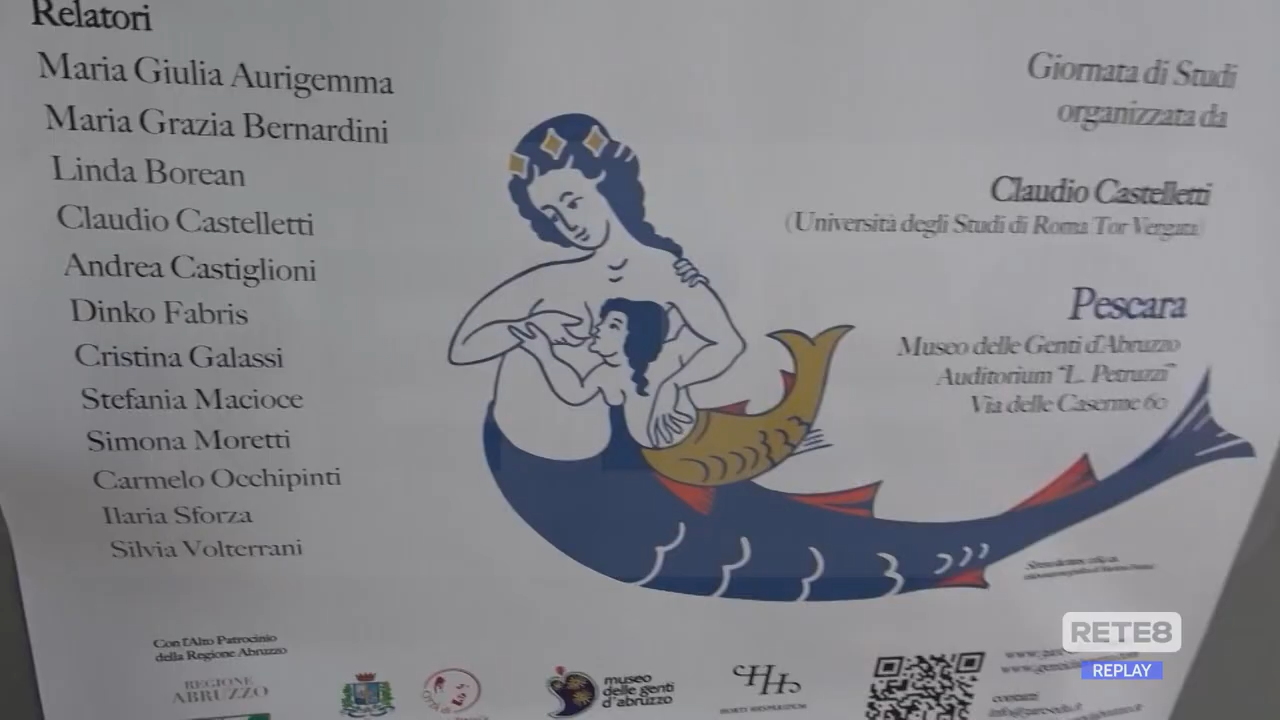 Relatori
Maria Giulia Aurigemma
Maria Grazia Bernardini
Linda Borean
Claudio Castelletti
Andrea Castiglioni
Dinko Fabris
Cristina Galassi
Stefania Macioce
Simona Moretti
Carmelo Occhipinti
Ilaria Sforza
Silvia Volterrani
Giornata di Studi
organizzata da
Claudio Castelletti
(Università degli Studi di Roma Tor Vergata)
Pescara
Museo delle Genti d'Abruzzo
Auditorium "L. Petruzzi"
Via delle Caserme 60
Con l'Alto Patrocinio
della Regione Abruzzo
REGIONE
ABRUZZO
museo
delle genti
d'abruzzo
HORTI HESPERIDUM
RETE8
REPLAY